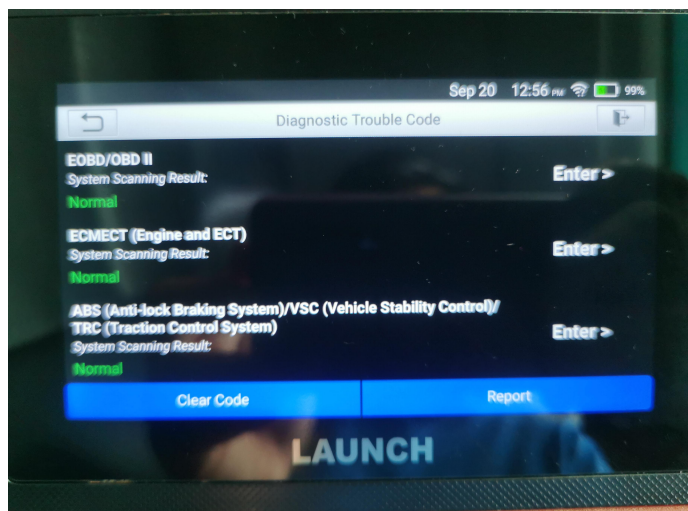 Sep 20 12:56 PM 99%
Diagnostic Trouble Code
EOBD/OBD II
System Scanning Result:
Enter >
Normal
ECMECT (Engine and ECT)
System Scanning Result:
Enter >
Normal
ABS (Anti-lock Braking System)/VSC (Vehicle Stability Control)/
TRC (Traction Control System)
System Scanning Result:
Enter >
Normal
Clear Code Report
LAUNCH